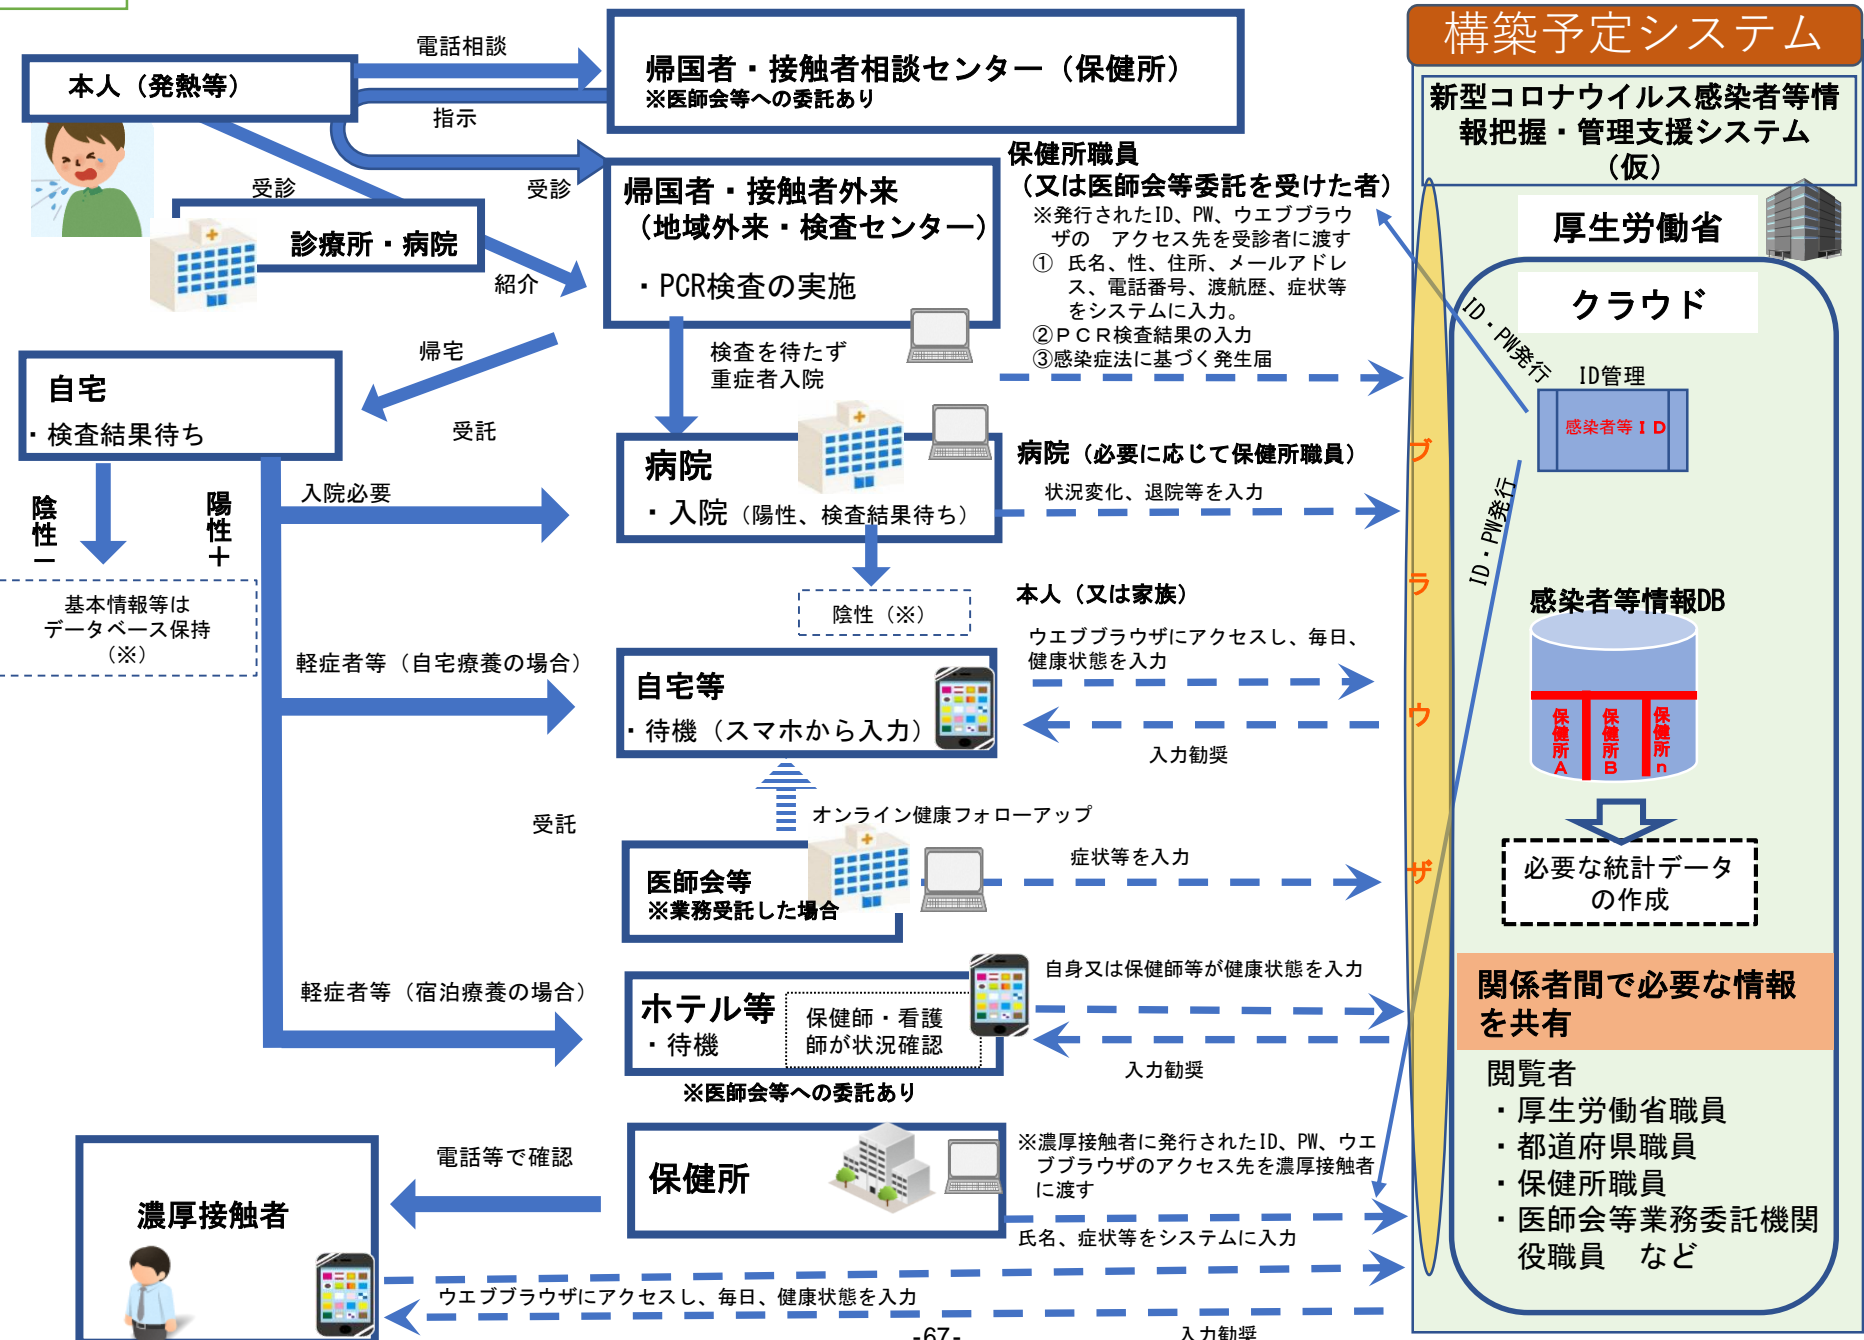 本人（発熱等）
電話相談
指示
帰国者・接触者相談センター（保健所）
※医師会等への委託あり
受診
受診
診療所・病院
紹介
帰国者・接触者外来
（地域外来・検査センター）
・PCR検査の実施
保健所職員
（又は医師会等委託を受けた者）
※発行されたID、PW、ウエブブラウ
ザの　アクセス先を受診者に渡す
①　氏名、性、住所、メールアドレ
ス、電話番号、渡航歴、症状等
をシステムに入力。
②ＰＣＲ検査結果の入力
③感染症法に基づく発生届
帰宅
検査を待たず
重症者入院
自宅
・検査結果待ち
受託
陰性－
陽性＋
入院必要
病院
・入院（陽性、検査結果待ち）
病院（必要に応じて保健所職員）
状況変化、退院等を入力
基本情報等は
データベース保持
（※）
陰性（※）
本人（又は家族）
ウエブブラウザにアクセスし、毎日、
健康状態を入力
軽症者等（自宅療養の場合）
自宅等
・待機（スマホから入力）
入力勧奨
受託
オンライン健康フォローアップ
医師会等
※業務受託した場合
症状等を入力
軽症者等（宿泊療養の場合）
ホテル等
・待機
保健師・看護
師が状況確認
※医師会等への委託あり
自身又は保健師等が健康状態を入力
入力勧奨
電話等で確認
保健所
※濃厚接触者に発行されたID、PW、ウエ
ブブラウザのアクセス先を濃厚接触者
に渡す
氏名、症状等をシステムに入力
濃厚接触者
ウエブブラウザにアクセスし、毎日、健康状態を入力
入力勧奨
-67-
構築予定システム
新型コロナウイルス感染者等情
報把握・管理支援システム
（仮）
厚生労働省
クラウド
ID・PW発行
ID管理
感染者等ＩＤ
ID・PW発行
ブラウザ
感染者等情報DB
保健所A
保健所B
保健所n
必要な統計データ
の作成
関係者間で必要な情報
を共有
閲覧者
・厚生労働省職員
・都道府県職員
・保健所職員
・医師会等業務委託機関
役職員　など